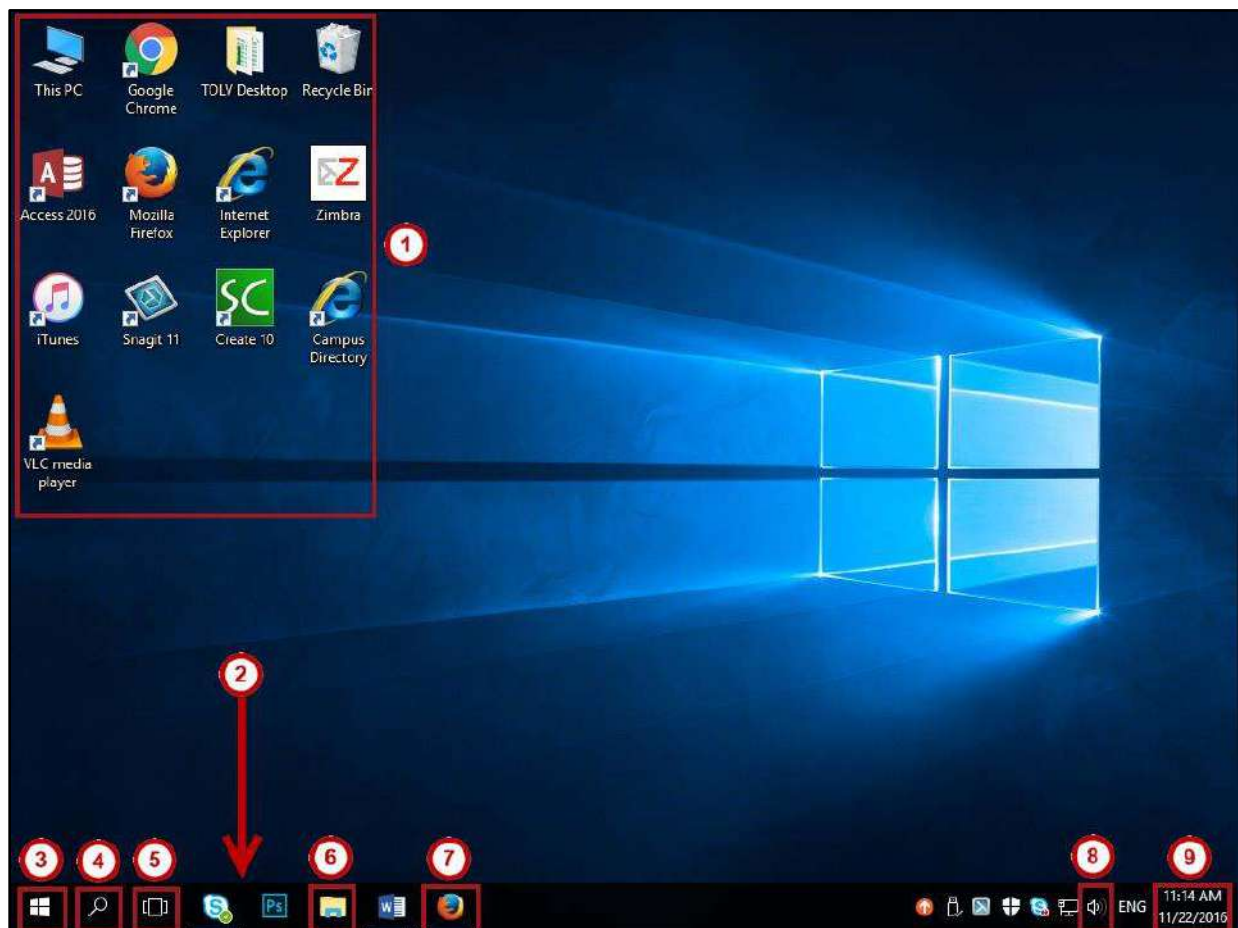 This PC
Google
Chrome
TOLV Desktop
Recycle Bin
Access 2016
Mozilla
Firefox
Internet
Explorer
Z
Zimbra
1
iTunes
Snagit 11
SC
Create 10
Campus
Directory
VLC media
player
2
3
4
5
6
7
8
9
Ps
W
ENG
11:14 AM
11/22/2016